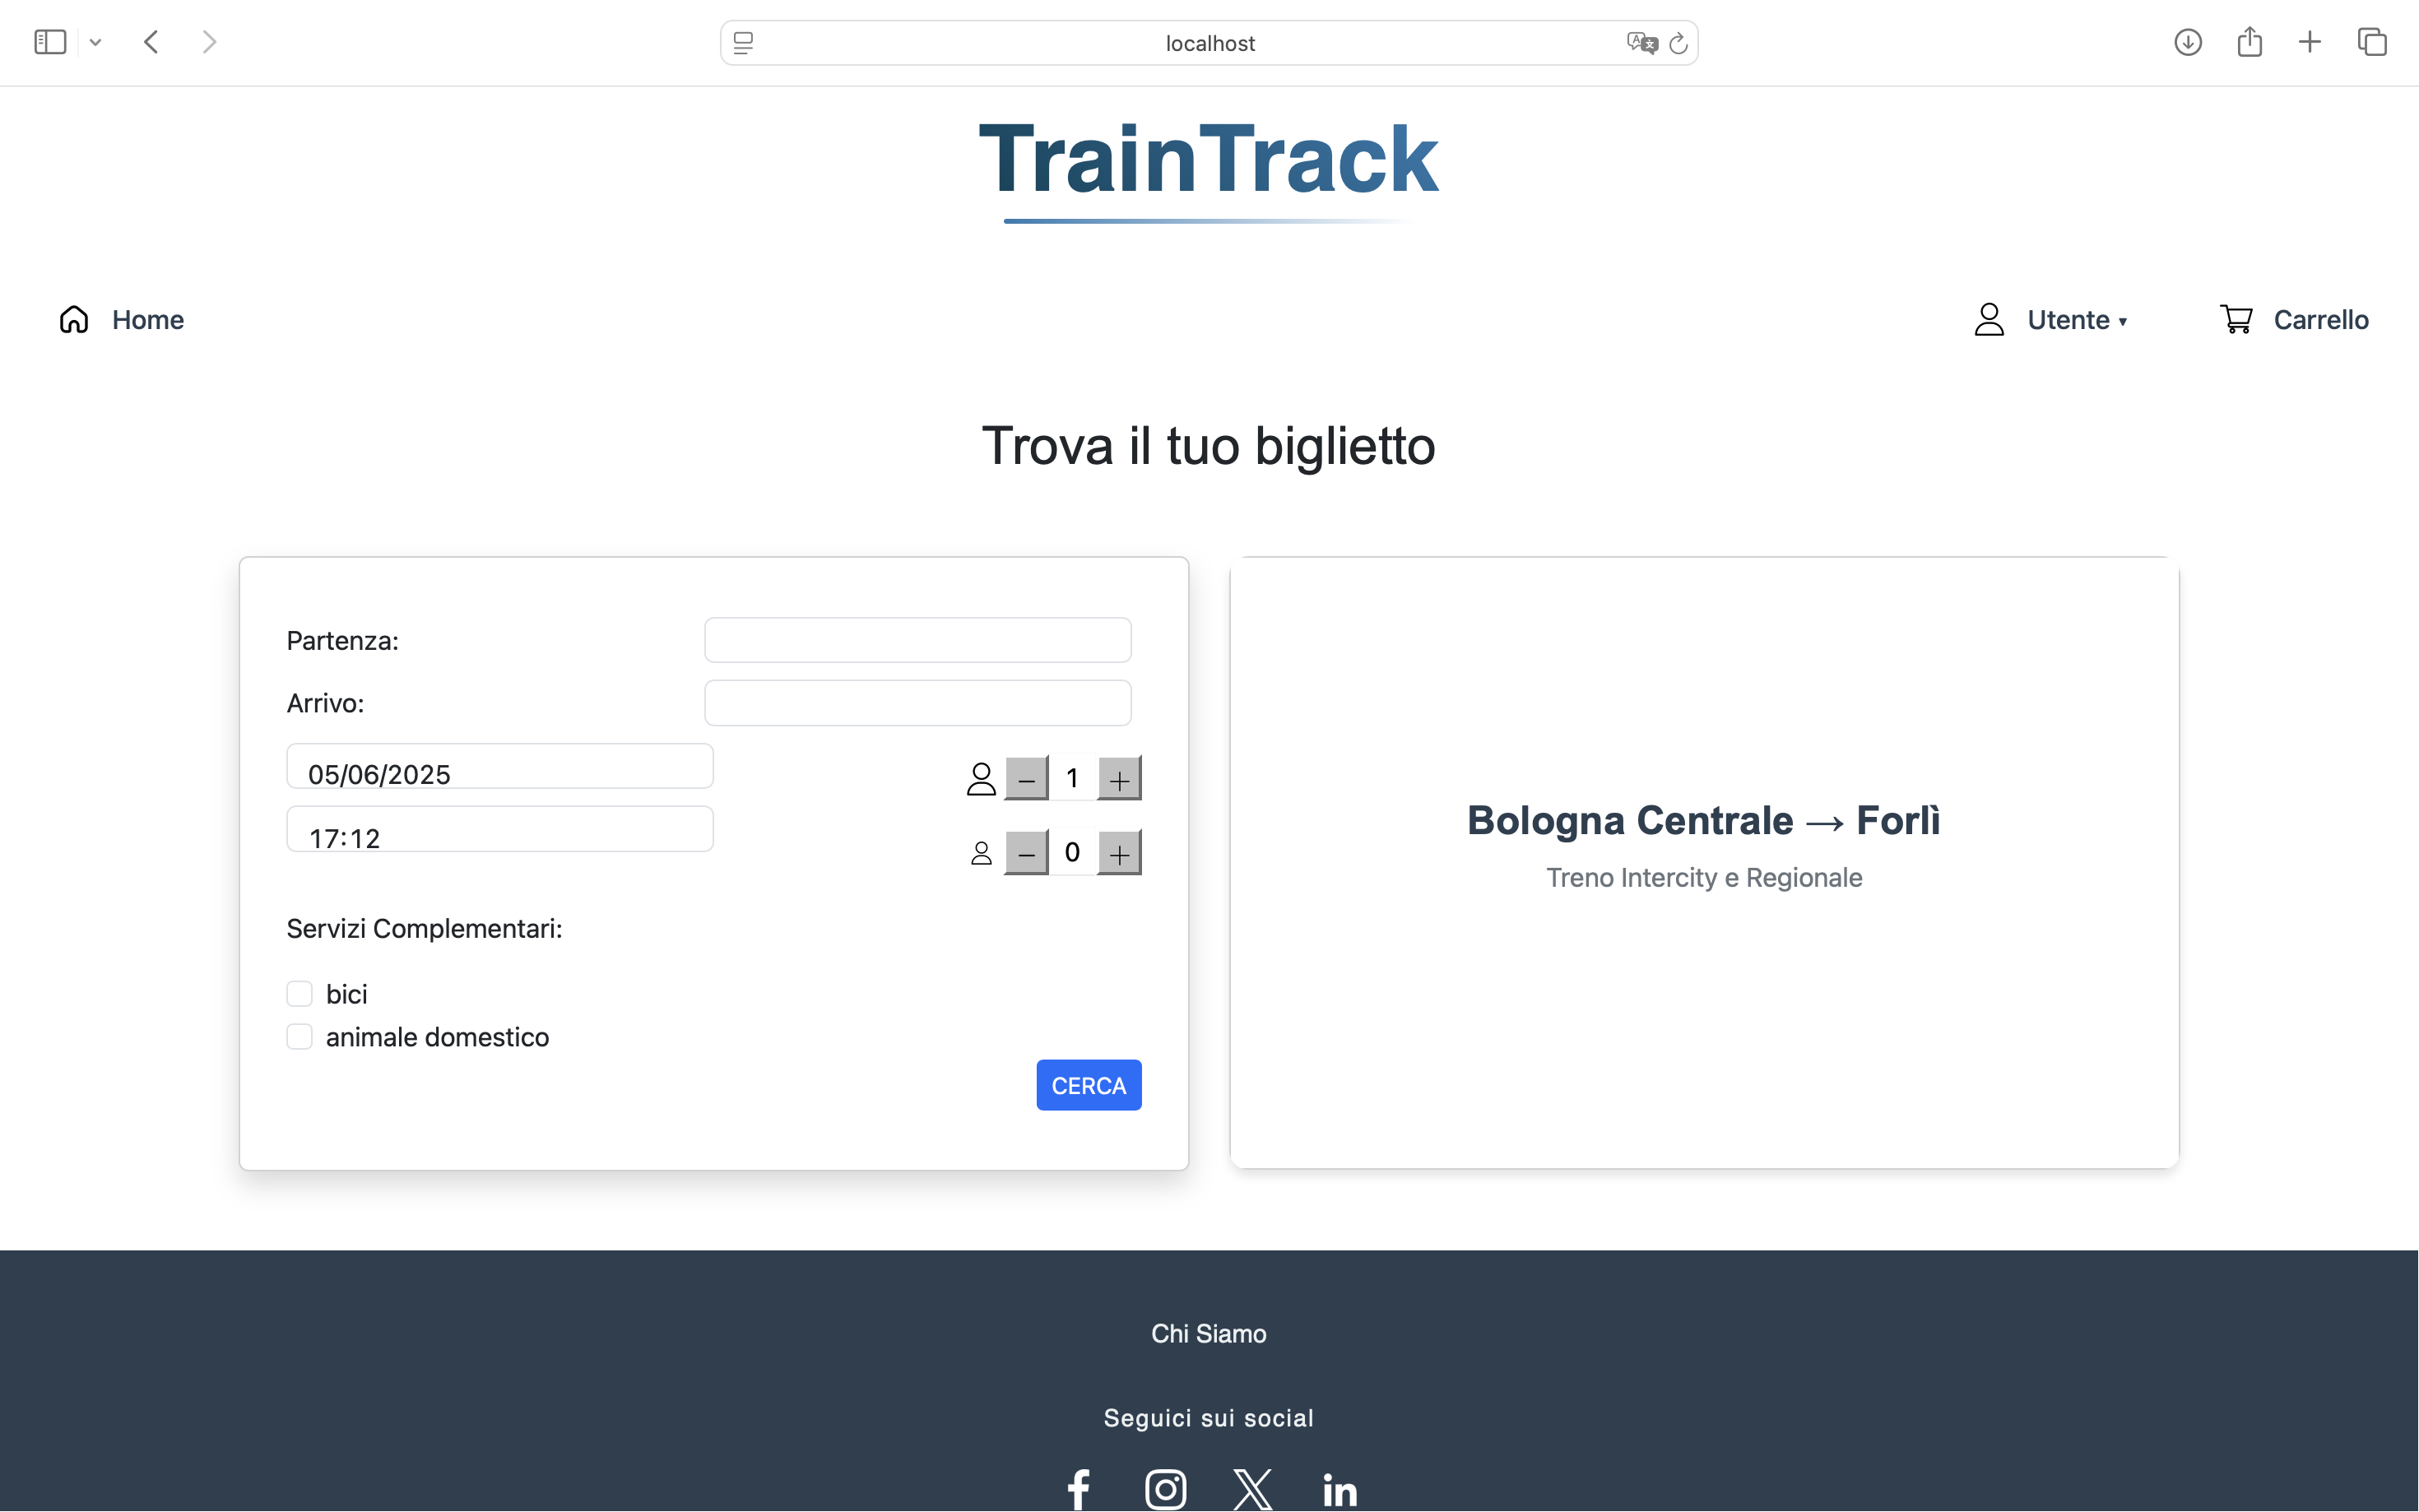 localhost
TrainTrack
Home
Utente ▾
Carrello
Trova il tuo biglietto
Partenza:
Arrivo:
05/06/2025
17:12
− 1 +
− 0 +
Servizi Complementari:
bici
animale domestico
CERCA
Bologna Centrale → Forlì
Treno Intercity e Regionale
Chi Siamo
Seguici sui social